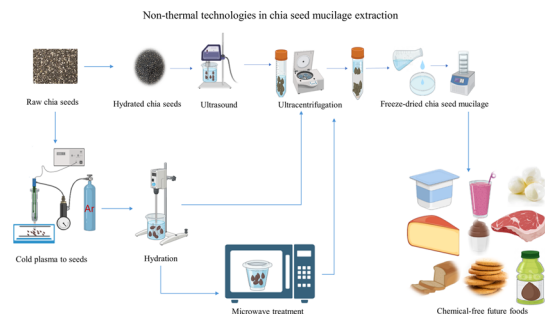 Non-thermal technologies in chia seed mucilage extraction
Raw chia seeds
Hydrated chia seeds
Ultrasound
Ultracentrifugation
Freeze-dried chia seed mucilage
Ar
Cold plasma to seeds
Hydration
Microwave treatment
Chemical-free future foods